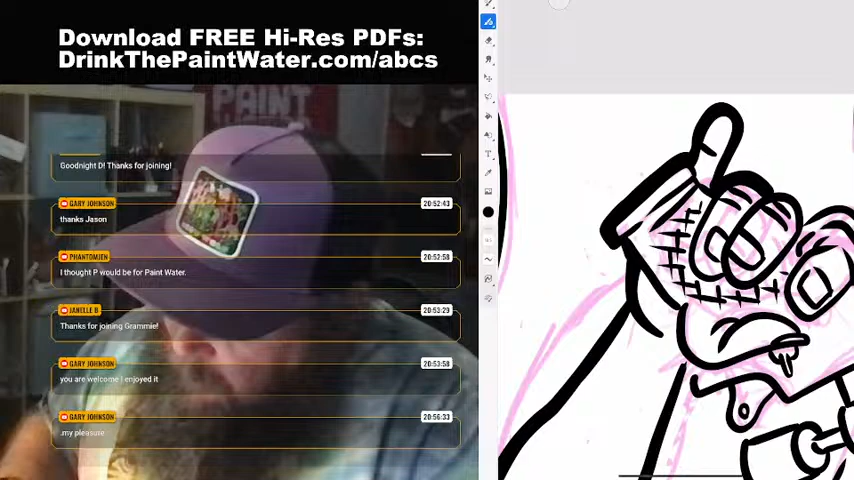 Download FREE Hi-Res PDFs:
DrinkThePaintWater.com/abcs
PAINT
Goodnight D! Thanks for joining!
GARY JOHNSON 20:52:43
thanks Jason
PHANTOMJEN 20:52:58
I thought P would be for Paint Water.
JANELLE B 20:53:29
Thanks for joining Grammie!
GARY JOHNSON 20:53:58
you are welcome i enjoyed it
GARY JOHNSON 20:56:33
.my pleasure
T